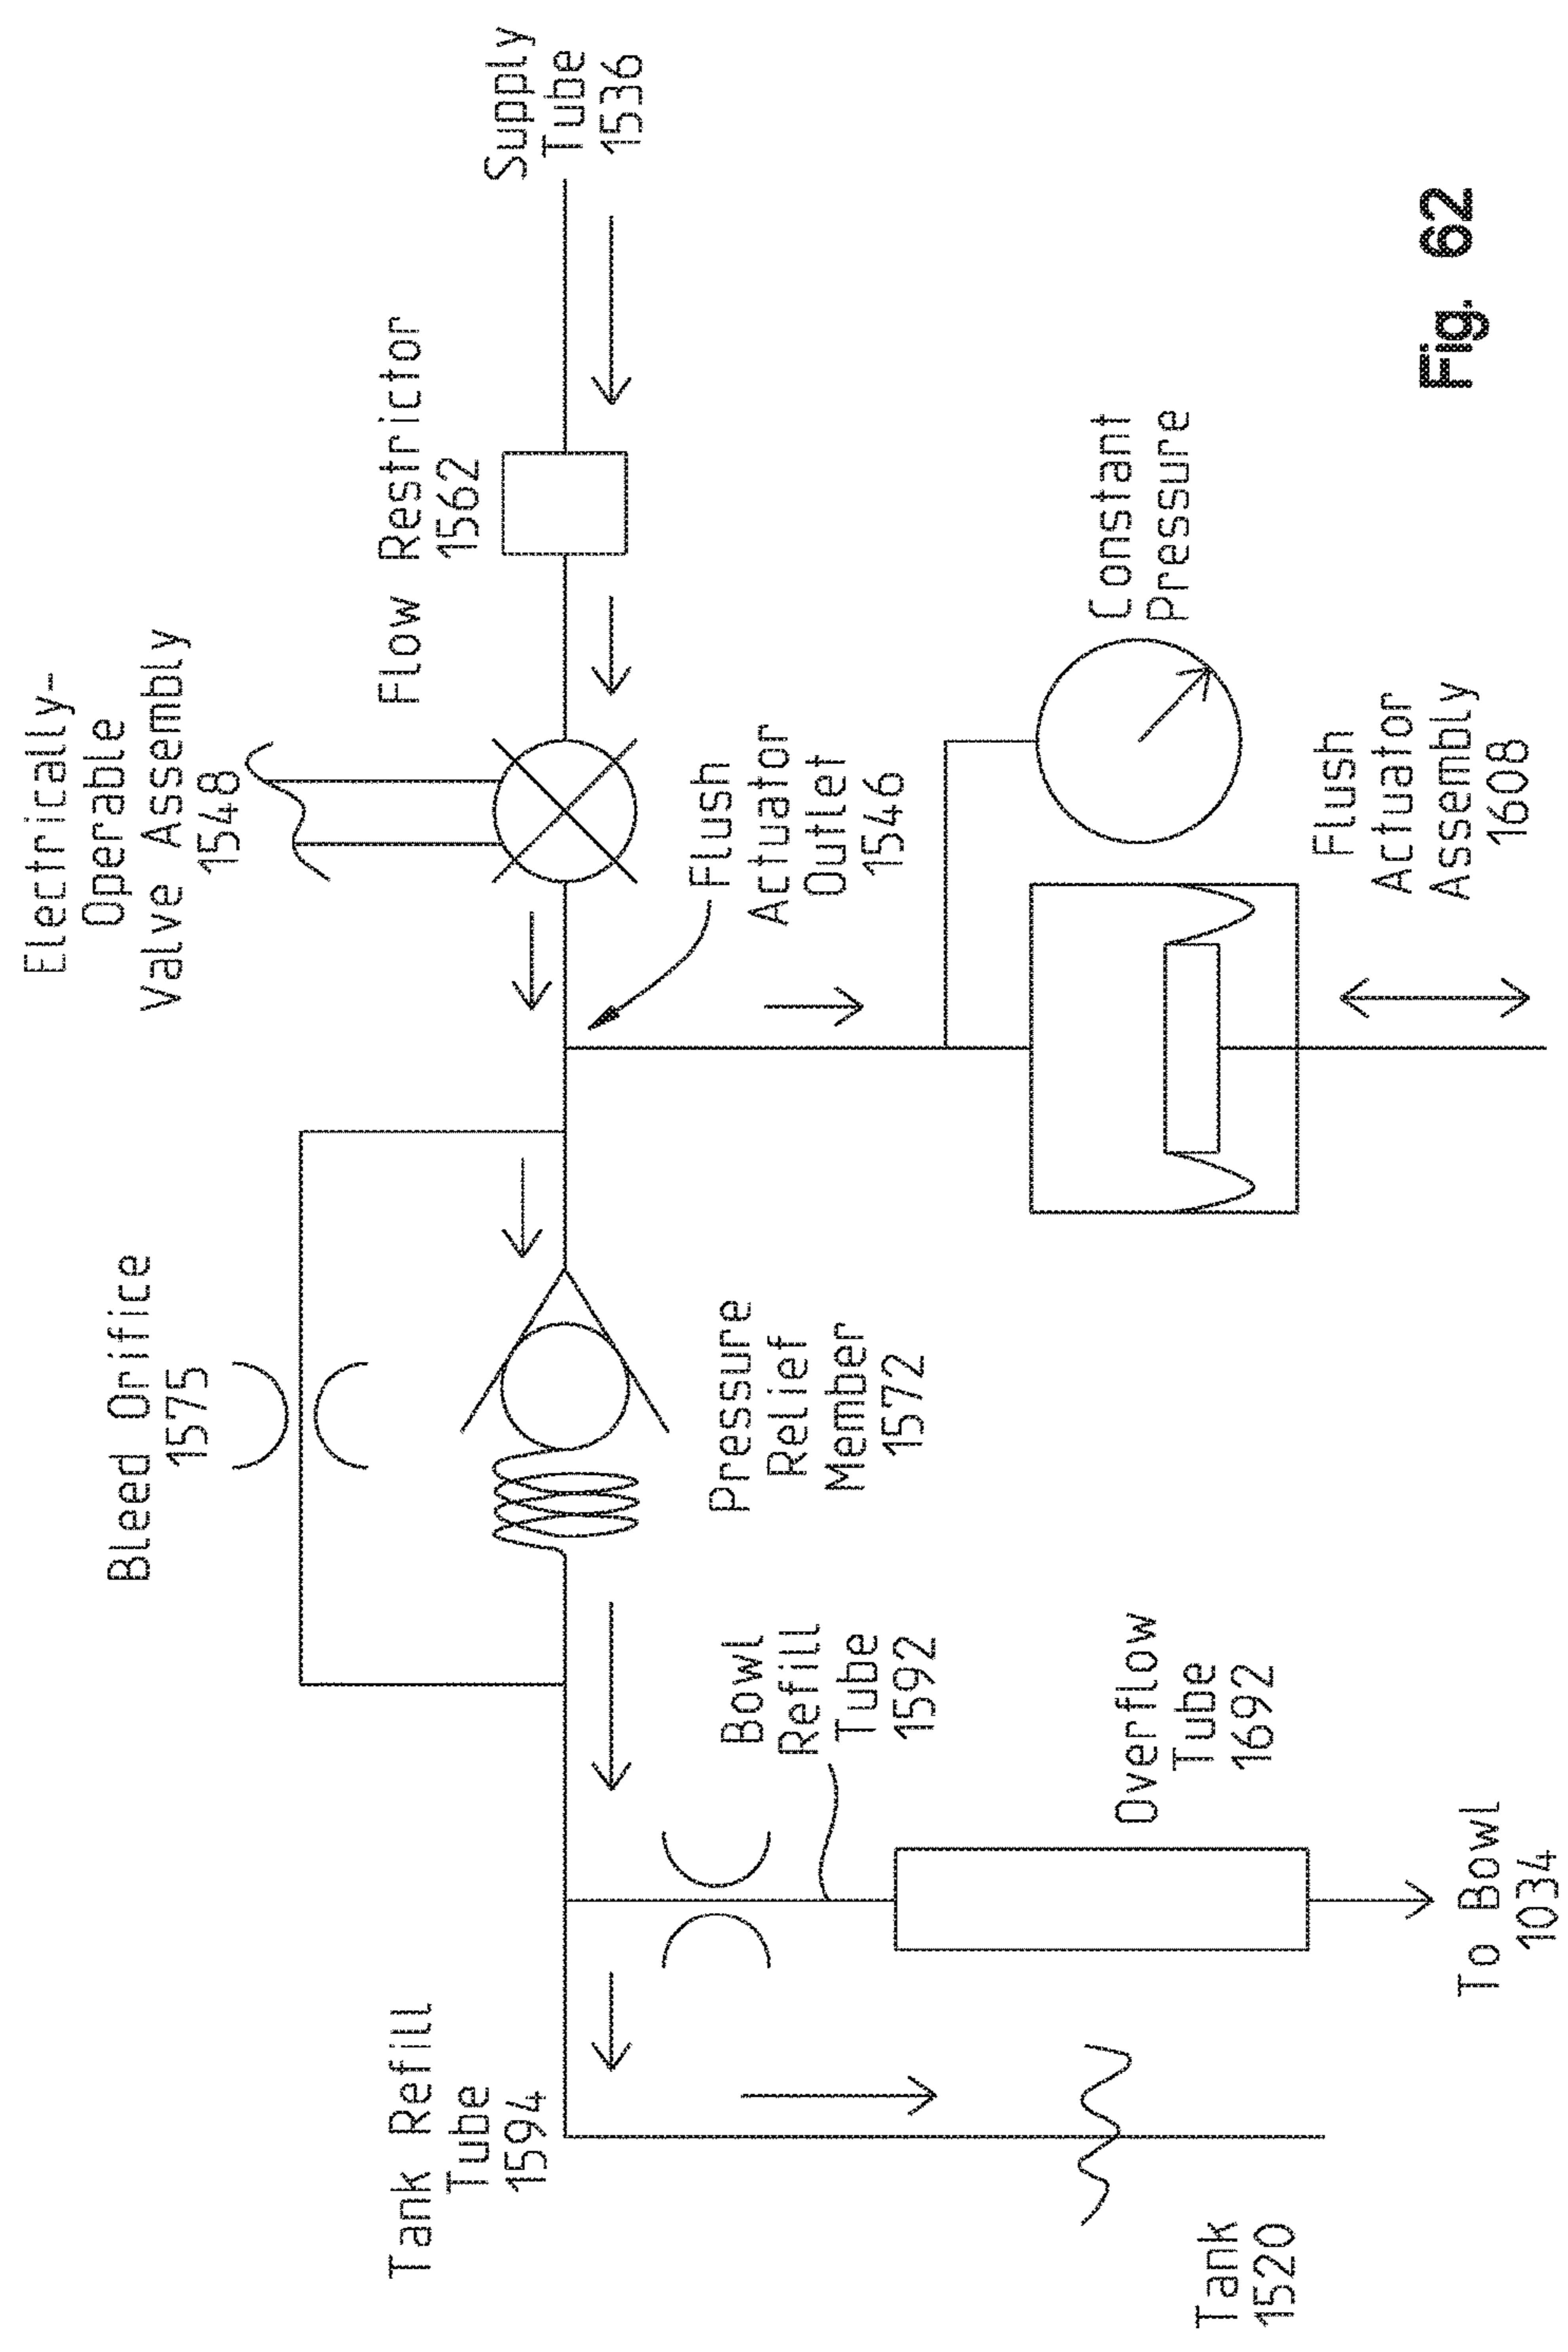 Electrically-
Operable
Valve Assembly
1548
Bleed Orifice
1575
Flow Restrictor
1562
Supply
Tube
1536
Tank Refill
Tube
1594
Flush
Actuator
Outlet
1546
Pressure
Relief
Member
1572
Bowl
Refill
Tube
1592
Constant
Pressure
Overflow
Tube
1692
Tank
1520
Flush
Actuator
Assembly
1608
To Bowl
1034
Fig. 62